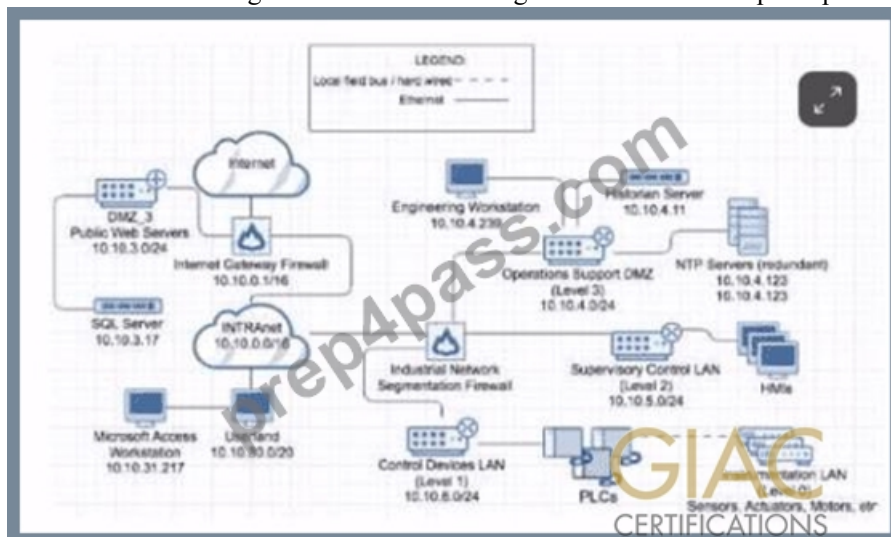 LEGEND:
Local field bus / hard wired
Ethernet
Internet
DMZ_3
Public Web Servers
10.10.3.0/24
Internet Gateway Firewall
10.10.0.1/16
SQL Server
10.10.3.17
INTRAnet
10.10.0.0/16
Microsoft Access
Workstation
10.10.31.217
Userland
Engineering Workstation
10.10.4.239
Historian Server
10.10.4.11
Operations Support DMZ
(Level 3)
10.10.4.0/24
NTP Servers (redundant)
10.10.4.123
10.10.4.123
Industrial Network
Segmentation Firewall
Supervisory Control LAN
(Level 2)
10.10.5.0/24
HMIs
Control Devices LAN
(Level 1)
10.10.6.0/24
PLCs
Instrumentation LAN
(Level 0)
Sensors, Actuators, Motors, etc
prep4pass.com
GIAC
CERTIFICATIONS